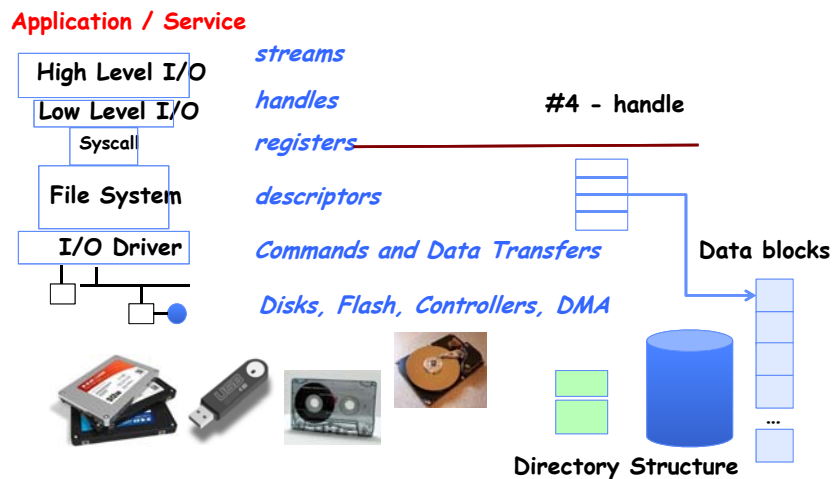 Application / Service
High Level I/O
streams
Low Level I/O
handles
#4 - handle
Syscall
registers
File System
descriptors
I/O Driver
Commands and Data Transfers
Data blocks
Disks, Flash, Controllers, DMA
USB
...
Directory Structure